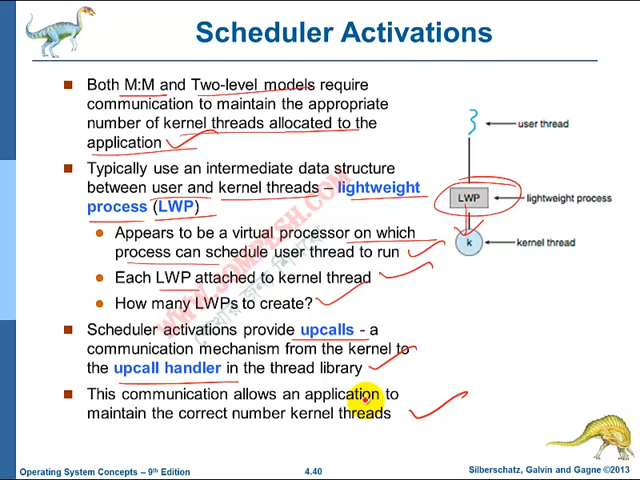 Scheduler Activations
Both M:M and Two-level models require
communication to maintain the appropriate
number of kernel threads allocated to the
application
Typically use an intermediate data structure
between user and kernel threads – lightweight
process (LWP)
Appears to be a virtual processor on which
process can schedule user thread to run
Each LWP attached to kernel thread
How many LWPs to create?
Scheduler activations provide upcalls - a
communication mechanism from the kernel to
the upcall handler in the thread library
This communication allows an application to
maintain the correct number kernel threads
user thread
LWP
lightweight process
k
kernel thread
Operating System Concepts – 9th Edition
4.40
Silberschatz, Galvin and Gagne ©2013